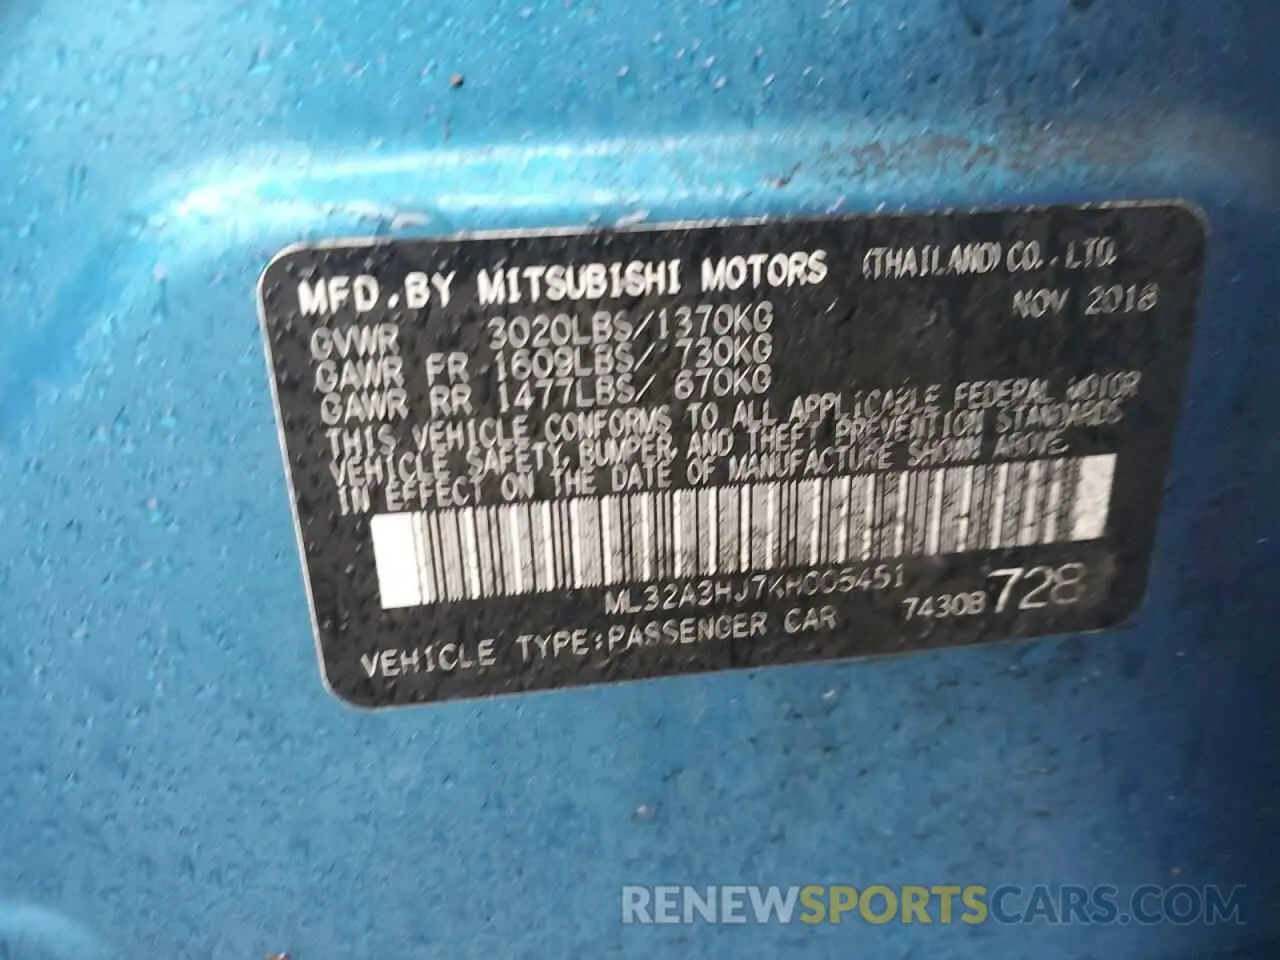 MFD.BY MITSUBISHI MOTORS (THAILAND) CO., LTD.
NOV 2018
GVWR 3020LBS/1370KG
GAWR FR 1609LBS/ 730KG
GAWR RR 1477LBS/ 670KG
THIS VEHICLE CONFORMS TO ALL APPLICABLE FEDERAL MOTOR
VEHICLE SAFETY, BUMPER, AND THEFT PREVENTION STANDARDS
IN EFFECT ON THE DATE OF MANUFACTURE SHOWN ABOVE
ML32A3HJ7KH005451
VEHICLE TYPE:PASSENGER CAR 7430B 728
RENEWSPORTSCARS.COM